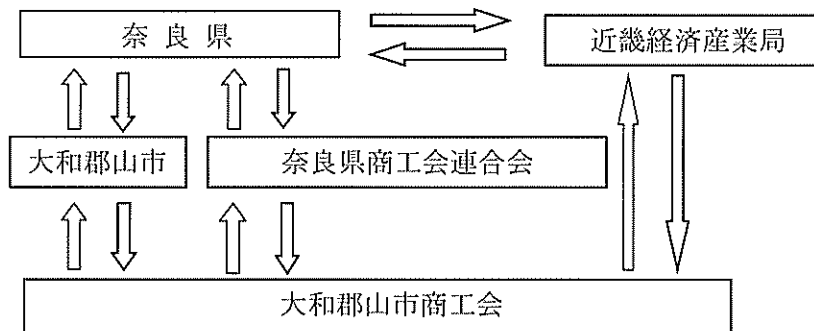 奈良県
近畿経済産業局
大和郡山市
奈良県商工会連合会
大和郡山市商工会